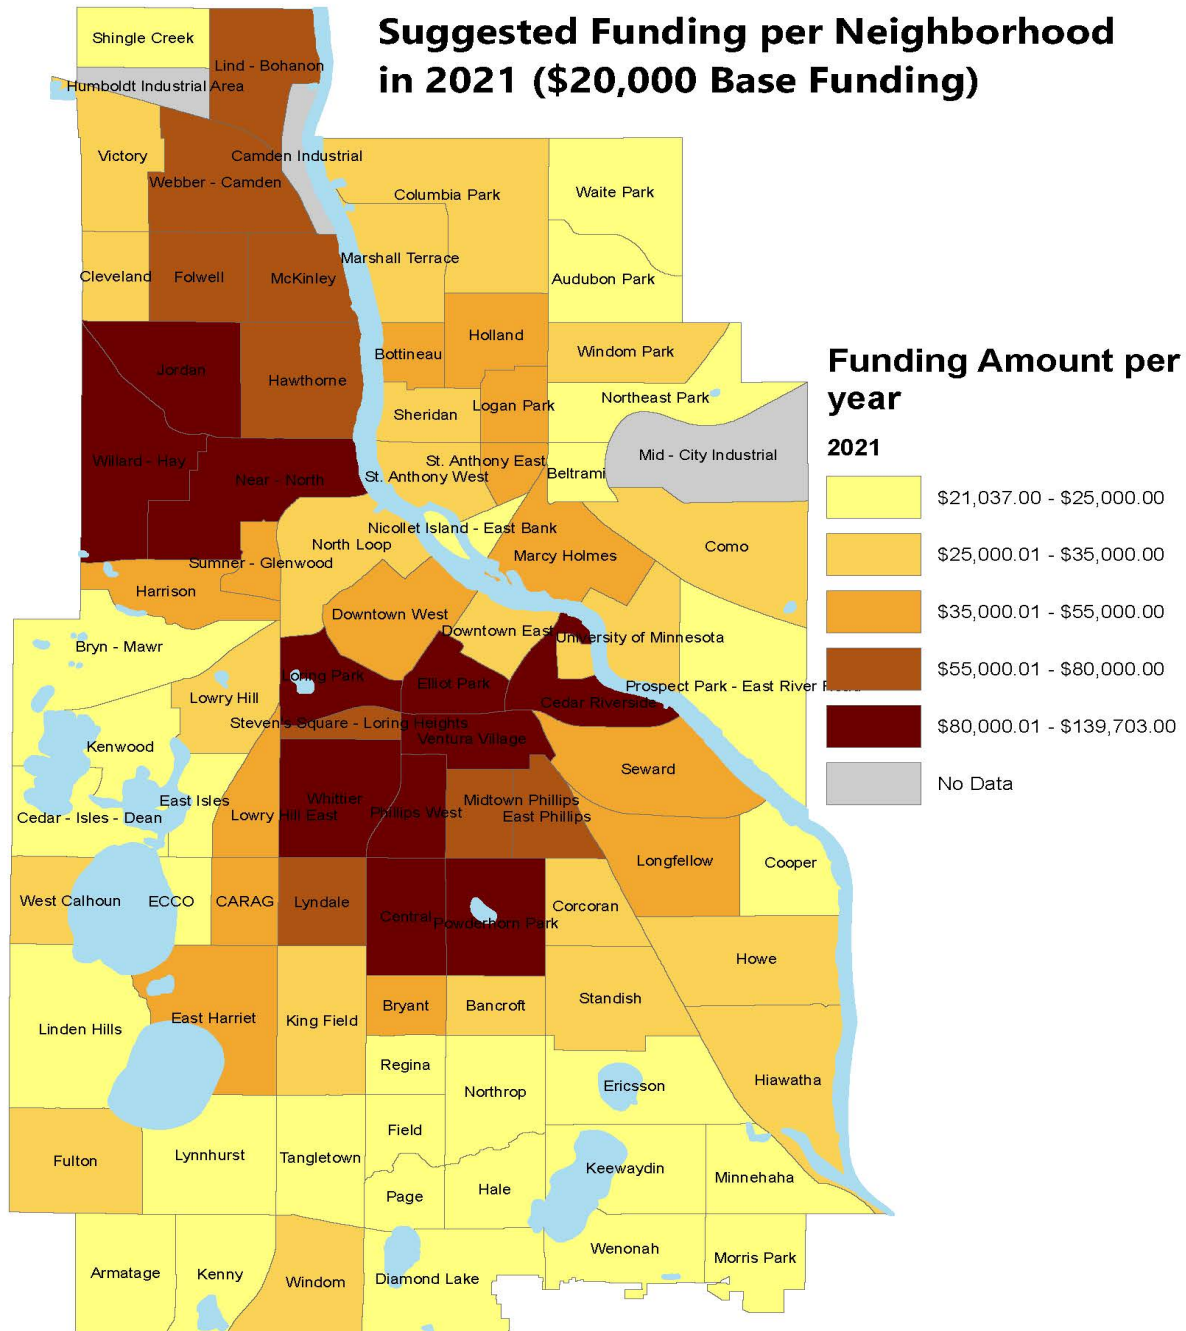 Suggested Funding per Neighborhood
in 2021 ($20,000 Base Funding)
Shingle Creek
Lind - Bohanon
Humboldt Industrial Area
Victory
Camden Industrial
Webber - Camden
Columbia Park
Waite Park
Marshall Terrace
Cleveland
Folwell
McKinley
Audubon Park
Holland
Bottineau
Windom Park
Jordan
Hawthorne
Northeast Park
Logan Park
Sheridan
Mid - City Industrial
Willard - Hay
St. Anthony East
Near - North
St. Anthony West
Beltrami
Nicollet Island - East Bank
North Loop
Marcy Holmes
Como
Sumner - Glenwood
Harrison
Downtown West
Downtown East
University of Minnesota
Bryn - Mawr
Loring Park
Elliot Park
Prospect Park - East River
Lowry Hill
Cedar Riverside
Steven's Square - Loring Heights
Ventura Village
Kenwood
Seward
East Isles
Whittier
Midtown Phillips
Cedar - Isles - Dean
Lowry Hill East
Phillips West
East Phillips
Longfellow
Cooper
West Calhoun
ECCO
CARAG
Lyndale
Central
Powderhorn Park
Corcoran
Howe
Standish
Linden Hills
East Harriet
King Field
Bryant
Bancroft
Regina
Northrop
Ericsson
Hiawatha
Field
Fulton
Lynnhurst
Tangletown
Keewaydin
Minnehaha
Page
Hale
Wenonah
Morris Park
Armatage
Kenny
Windom
Diamond Lake
Funding Amount per
year
2021
$21,037.00 - $25,000.00
$25,000.01 - $35,000.00
$35,000.01 - $55,000.00
$55,000.01 - $80,000.00
$80,000.01 - $139,703.00
No Data